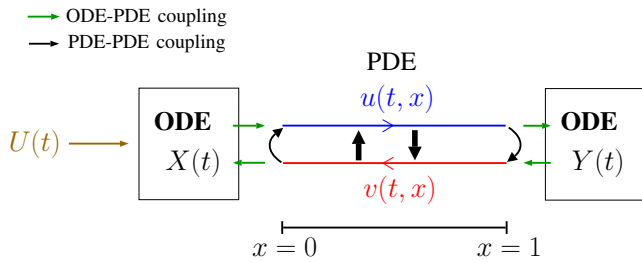 ODE-PDE coupling
PDE-PDE coupling
PDE
u(t, x)
ODE
ODE
U(t)
X(t)
Y(t)
v(t, x)
x = 0
x = 1